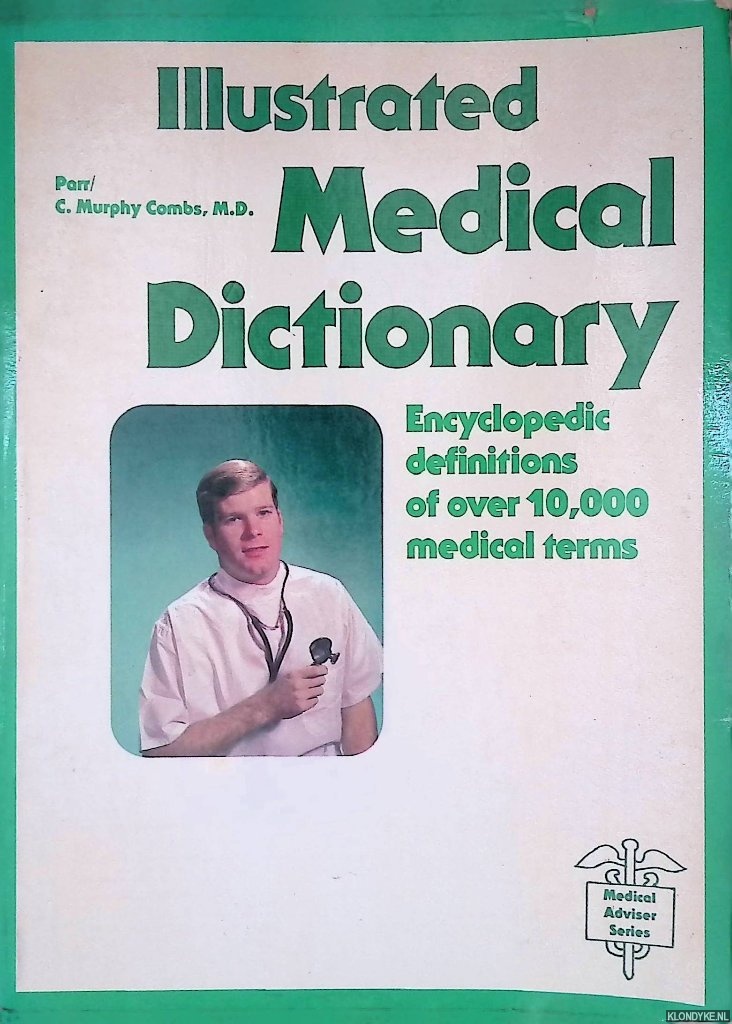 Illustrated
Parr/
C. Murphy Combs, M.D.
Medical
Dictionary
Encyclopedic
definitions
of over 10,000
medical terms
Medical
Adviser
Series
KLONDYKE.NL